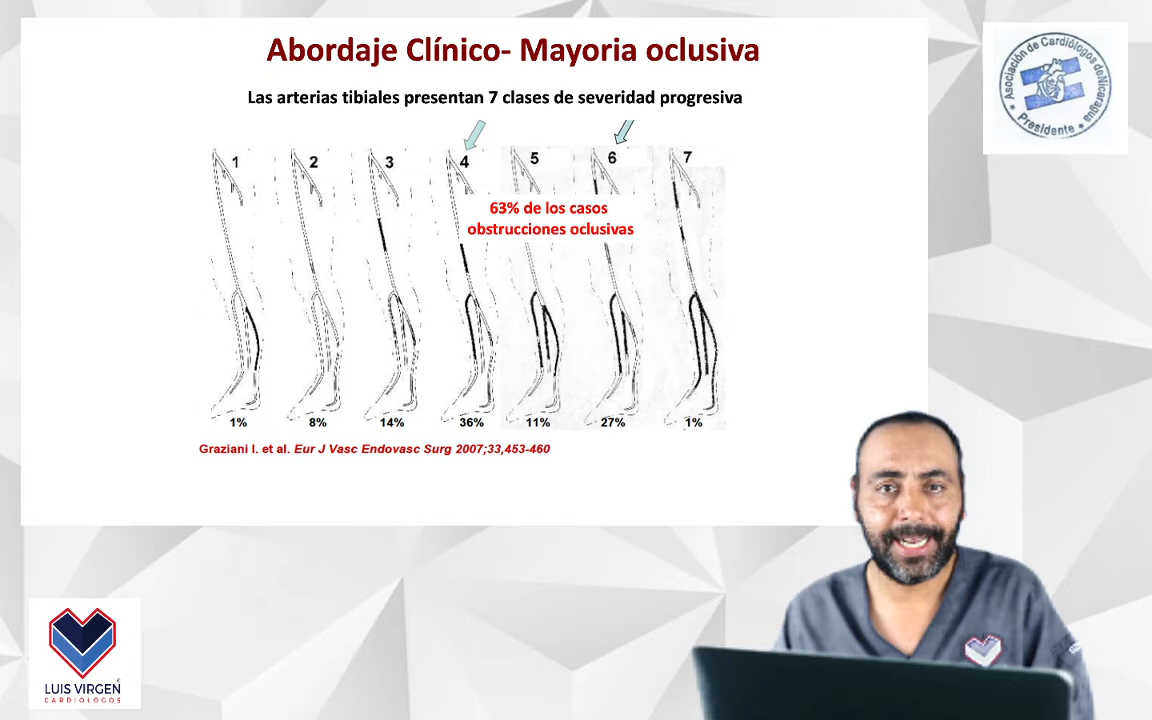 Abordaje Clínico- Mayoria oclusiva
Las arterias tibiales presentan 7 clases de severidad progresiva
1 2 3 4 5 6 7
63% de los casos
obstrucciones oclusivas
1% 8% 14% 36% 11% 27% 1%
Graziani I. et al. Eur J Vasc Endovasc Surg 2007;33,453-460
Asociación de Cardiólogos de Nicaragua
Presidente
LUIS VIRGEN
CARDIOLOGOS